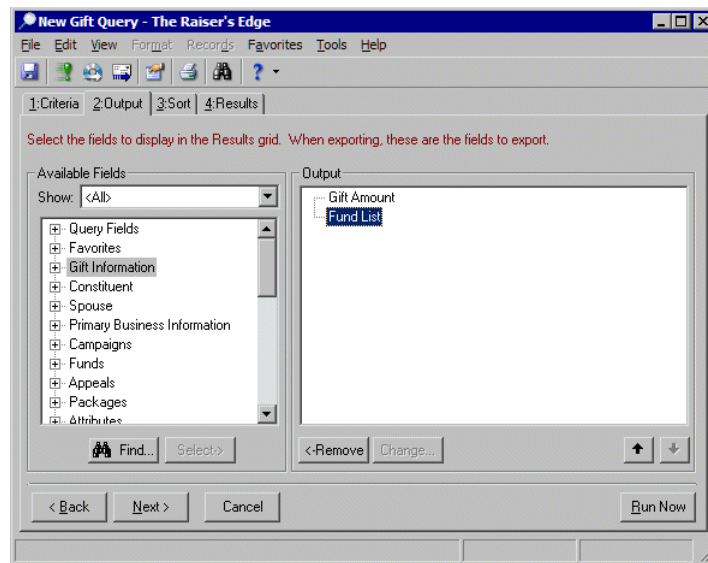 New Gift Query - The Raiser's Edge
File Edit View Format Records Favorites Tools Help
1:Criteria 2:Output 3:Sort 4:Results
Select the fields to display in the Results grid. When exporting, these are the fields to export.
Available Fields
Show: <All>
Query Fields
Favorites
Gift Information
Constituent
Spouse
Primary Business Information
Campaigns
Funds
Appeals
Packages
Attributes
Find... Select->
Output
Gift Amount
Fund List
<-Remove Change...
< Back Next > Cancel Run Now